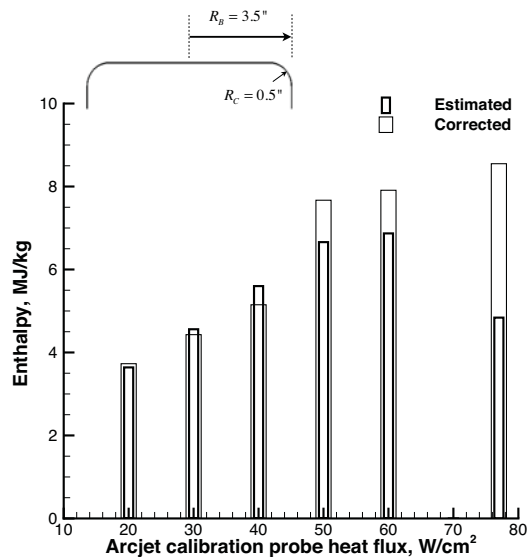 R_B = 3.5"
R_C = 0.5"
Estimated
Corrected
10
8
6
4
2
0
Enthalpy, MJ/kg
10 20 30 40 50 60 70 80
Arcjet calibration probe heat flux, W/cm²